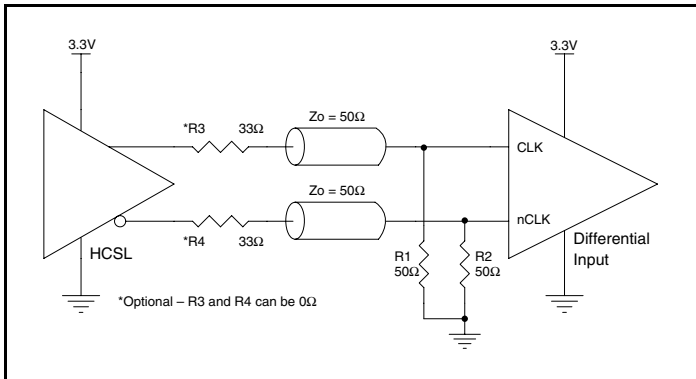 3.3V
3.3V
*R3 33Ω
Zo = 50Ω
CLK
Zo = 50Ω
nCLK
*R4 33Ω
HCSL
R1
50Ω
R2
50Ω
Differential
Input
*Optional – R3 and R4 can be 0Ω